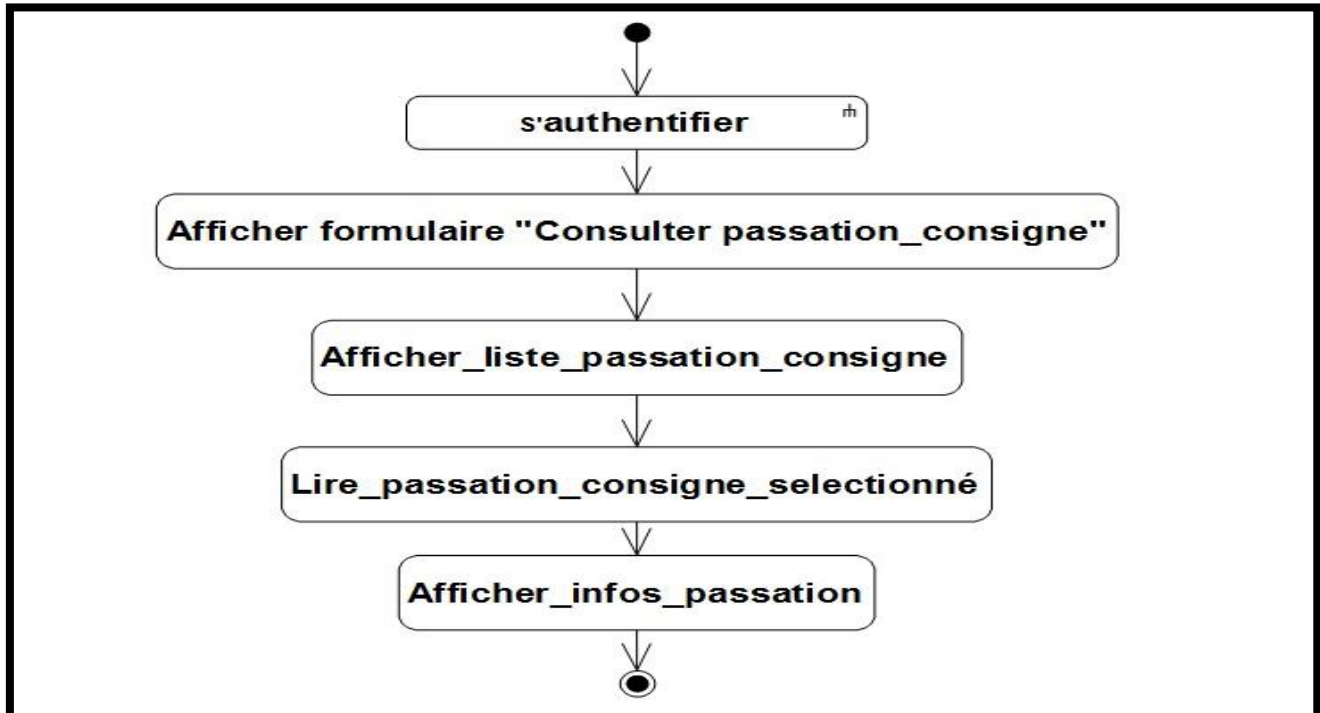 s'authentifier
Afficher formulaire "Consulter passation_consigne"
Afficher_liste_passation_consigne
Lire_passation_consigne_selectionné
Afficher_infos_passation